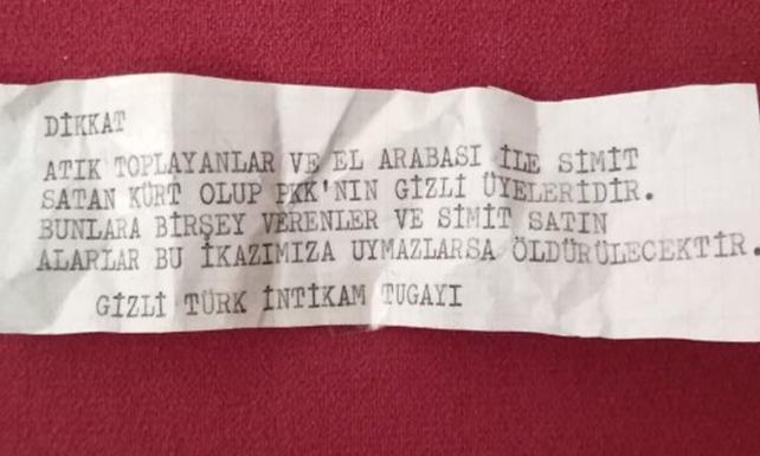 DİKKAT
ATIK TOPLAYANLAR VE EL ARABASI İLE SİMİT
SATAN KÜRT OLUP PKK'NIN GİZLİ ÜYELERİDİR.
BUNLARA BİRŞEY VERENLER VE SİMİT SATIN
ALARLAR BU İKAZIMIZA UYMAZLARSA ÖLDÜRÜLECEKTİR.
GİZLİ TÜRK İNTİKAM TUGAYI